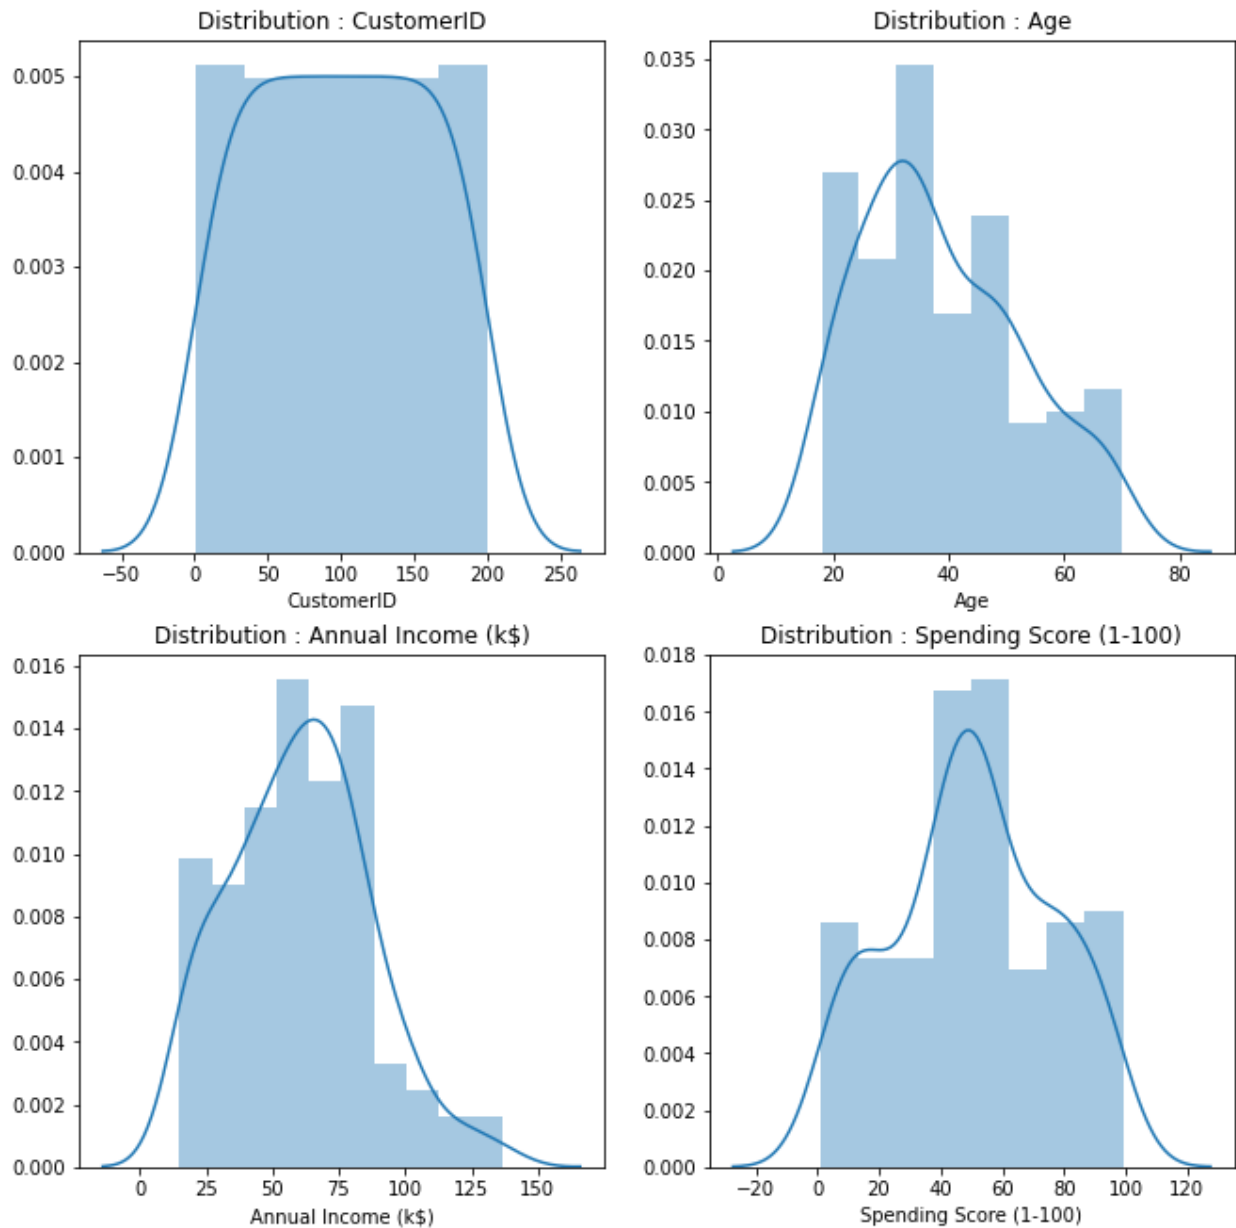 Distribution : CustomerID
0.005
0.004
0.003
0.002
0.001
0.000
−50 0 50 100 150 200 250
CustomerID
Distribution : Age
0.035
0.030
0.025
0.020
0.015
0.010
0.005
0.000
0 20 40 60 80
Age
Distribution : Annual Income (k$)
0.016
0.014
0.012
0.010
0.008
0.006
0.004
0.002
0.000
0 25 50 75 100 125 150
Annual Income (k$)
Distribution : Spending Score (1-100)
0.018
0.016
0.014
0.012
0.010
0.008
0.006
0.004
0.002
0.000
−20 0 20 40 60 80 100 120
Spending Score (1-100)